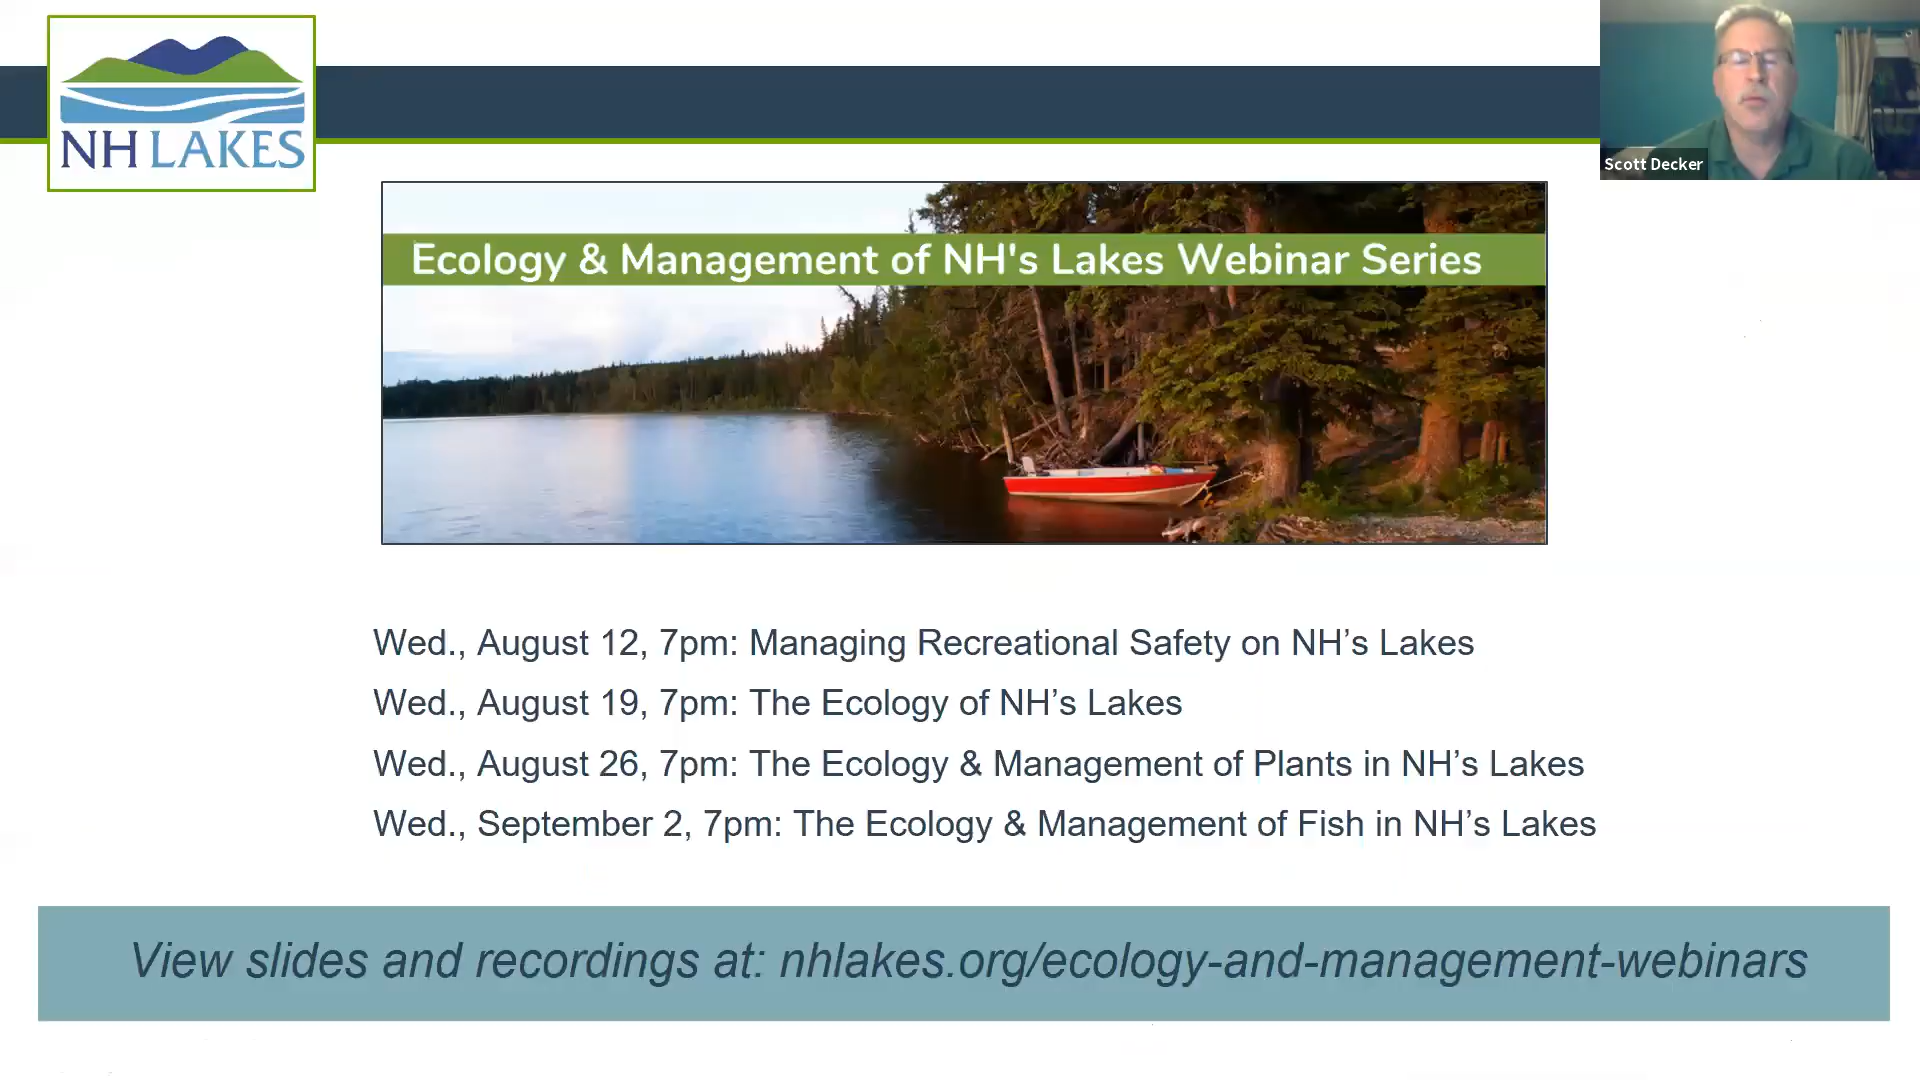 NH LAKES
Scott Decker
Ecology & Management of NH's Lakes Webinar Series
Wed., August 12, 7pm: Managing Recreational Safety on NH’s Lakes
Wed., August 19, 7pm: The Ecology of NH’s Lakes
Wed., August 26, 7pm: The Ecology & Management of Plants in NH’s Lakes
Wed., September 2, 7pm: The Ecology & Management of Fish in NH’s Lakes
View slides and recordings at: nhlakes.org/ecology-and-management-webinars